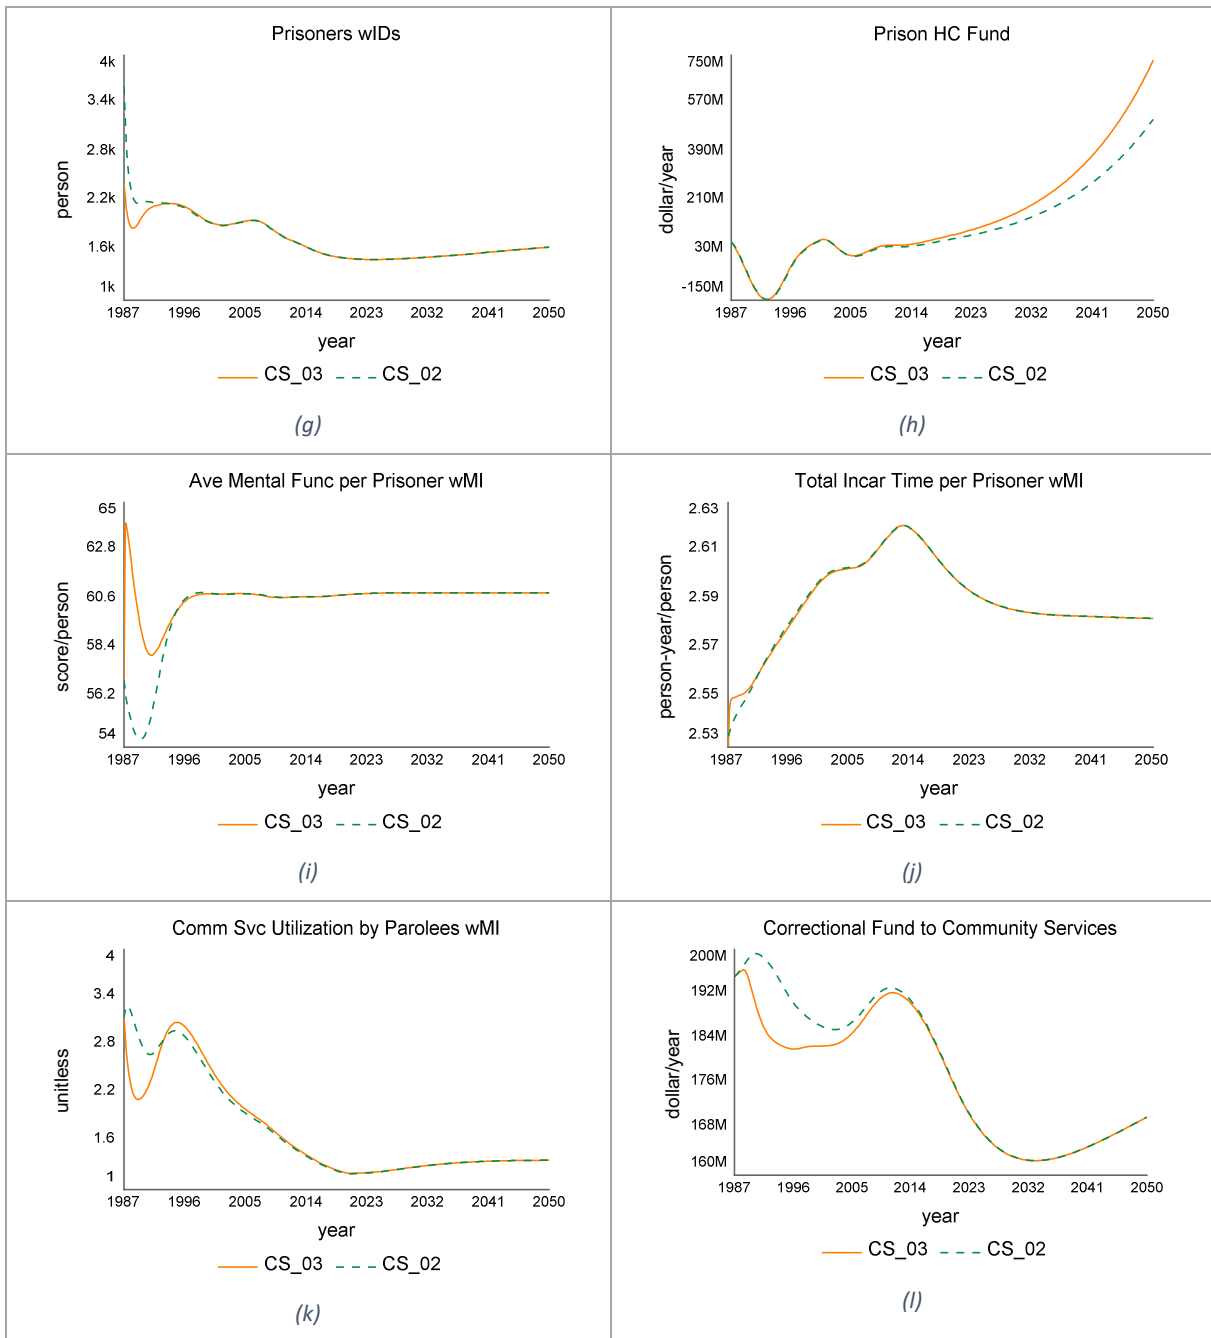 Prisoners wIDs
4k
3.4k
2.8k
2.2k
1.6k
1k
person
1987 1996 2005 2014 2023 2032 2041 2050
year
CS_03 CS_02
(g)
Prison HC Fund
750M
570M
390M
210M
30M
-150M
dollar/year
1987 1996 2005 2014 2023 2032 2041 2050
year
CS_03 CS_02
(h)
Ave Mental Func per Prisoner wMI
65
62.8
60.6
58.4
56.2
54
score/person
1987 1996 2005 2014 2023 2032 2041 2050
year
CS_03 CS_02
(i)
Total Incar Time per Prisoner wMI
2.63
2.61
2.59
2.57
2.55
2.53
person-year/person
1987 1996 2005 2014 2023 2032 2041 2050
year
CS_03 CS_02
(j)
Comm Svc Utilization by Parolees wMI
4
3.4
2.8
2.2
1.6
1
unitless
1987 1996 2005 2014 2023 2032 2041 2050
year
CS_03 CS_02
(k)
Correctional Fund to Community Services
200M
192M
184M
176M
168M
160M
dollar/year
1987 1996 2005 2014 2023 2032 2041 2050
year
CS_03 CS_02
(l)